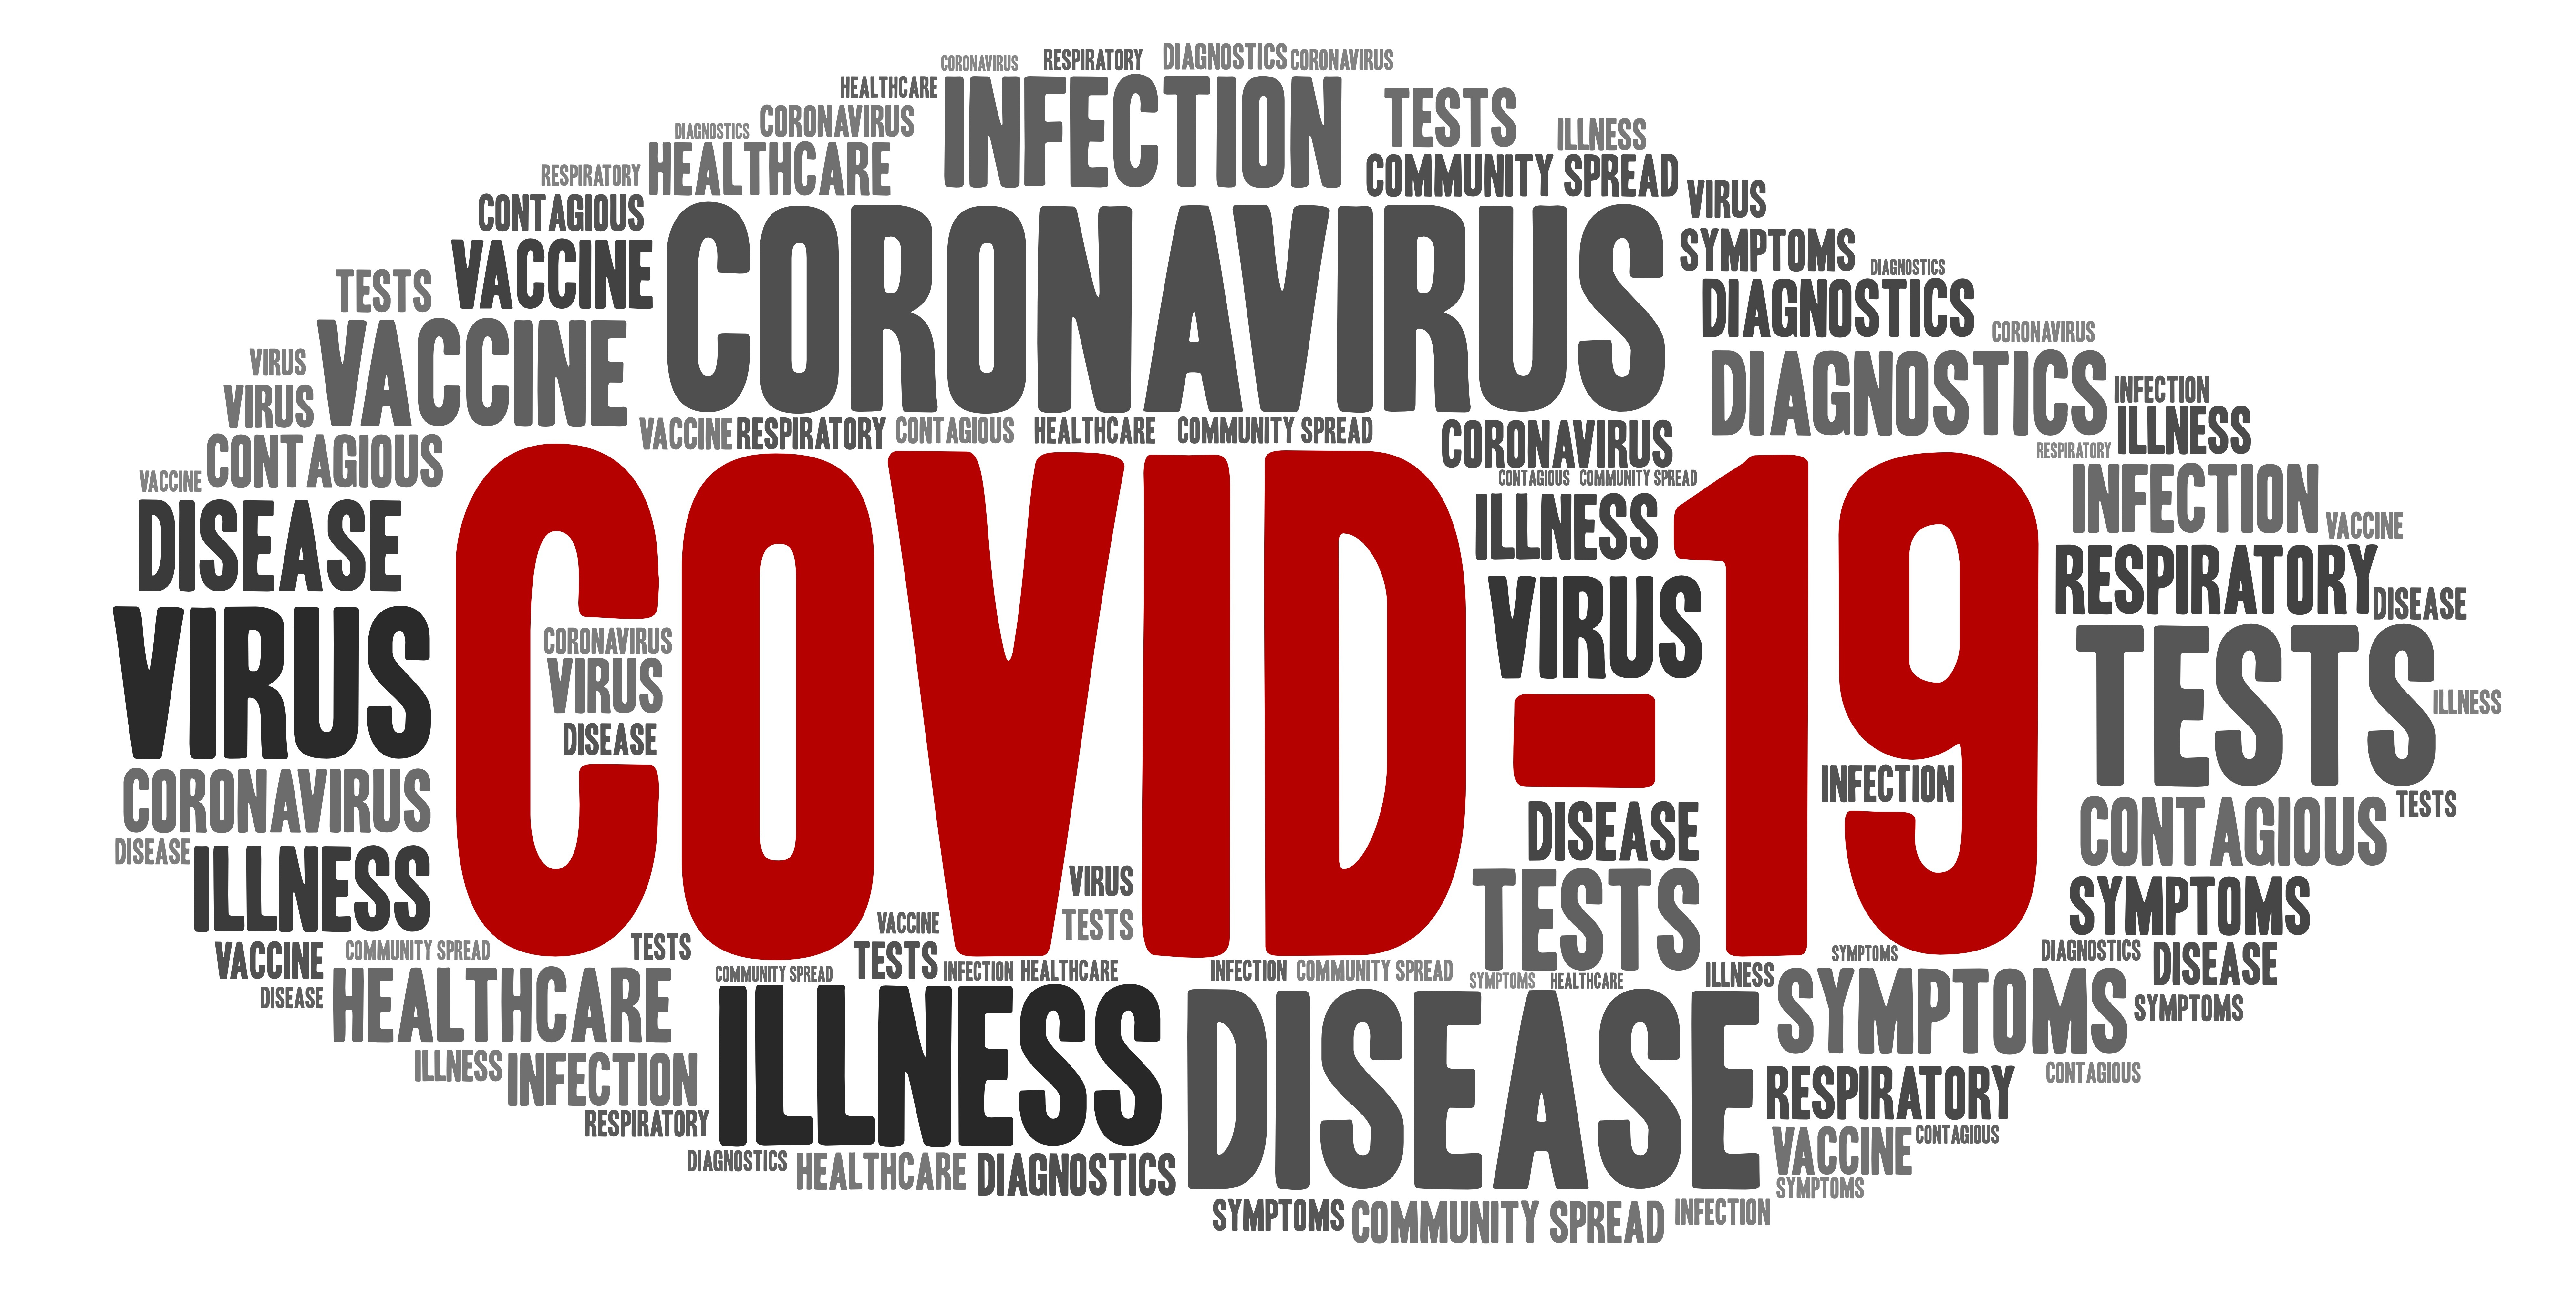 CORONAVIRUS RESPIRATORY DIAGNOSTICS CORONAVIRUS
HEALTHCARE INFECTION TESTS ILLNESS
DIAGNOSTICS CORONAVIRUS
RESPIRATORY HEALTHCARE COMMUNITY SPREAD VIRUS
CONTAGIOUS CORONAVIRUS SYMPTOMS
VACCINE DIAGNOSTICS
TESTS DIAGNOSTICS
VACCINE CORONAVIRUS
VIRUS DIAGNOSTICS
VIRUS INFECTION
VACCINE RESPIRATORY CONTAGIOUS HEALTHCARE COMMUNITY SPREAD CORONAVIRUS ILLNESS
CONTAGIOUS RESPIRATORY
VACCINE CONTAGIOUS COMMUNITY SPREAD
DISEASE ILLNESS INFECTION VACCINE
COVID-19
RESPIRATORY DISEASE
VIRUS CORONAVIRUS VIRUS TESTS
VIRUS ILLNESS
DISEASE
CORONAVIRUS INFECTION TESTS
DISEASE DISEASE CONTAGIOUS
ILLNESS VIRUS TESTS SYMPTOMS
VACCINE TESTS
VACCINE COMMUNITY SPREAD TESTS TESTS SYMPTOMS DIAGNOSTICS DISEASE
COMMUNITY SPREAD INFECTION HEALTHCARE INFECTION COMMUNITY SPREAD SYMPTOMS HEALTHCARE ILLNESS
DISEASE HEALTHCARE SYMPTOMS SYMPTOMS
ILLNESS INFECTION ILLNESS DISEASE CONTAGIOUS
RESPIRATORY RESPIRATORY
DIAGNOSTICS HEALTHCARE DIAGNOSTICS VACCINE CONTAGIOUS
SYMPTOMS
SYMPTOMS COMMUNITY SPREAD INFECTION